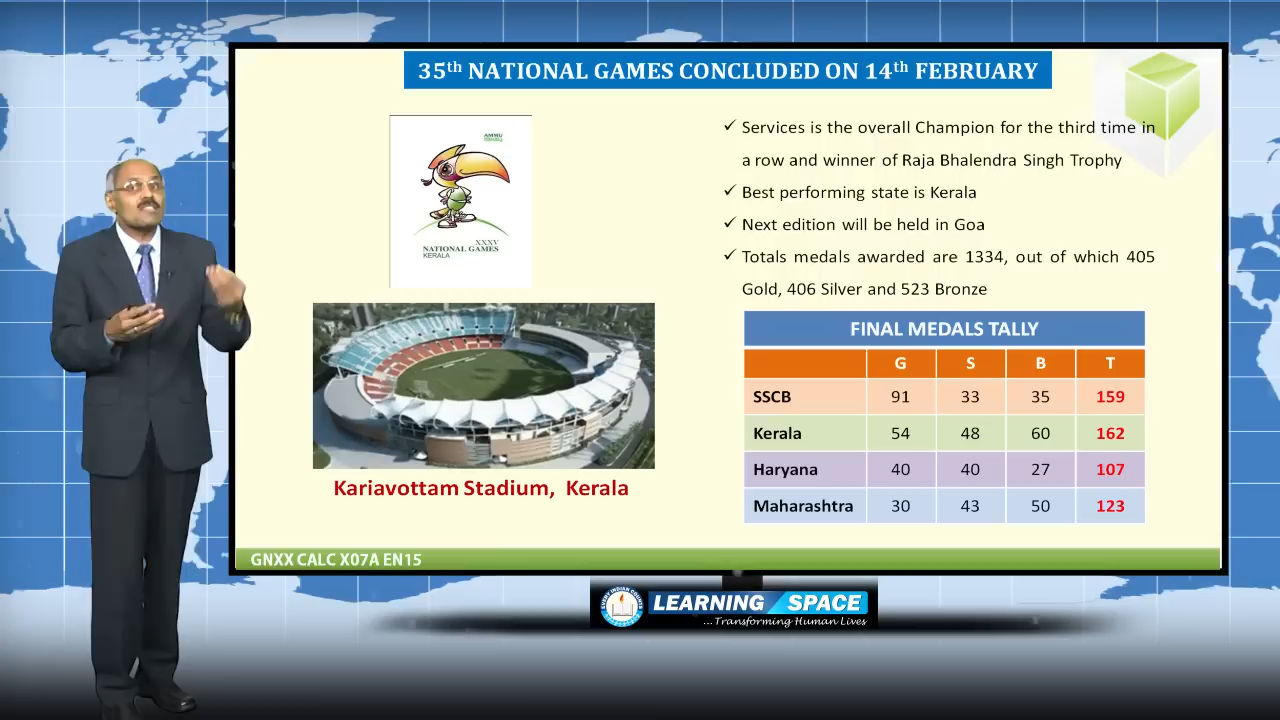 35th NATIONAL GAMES CONCLUDED ON 14th FEBRUARY
AMMU
XXXV
NATIONAL GAMES
KERALA
Kariavottam Stadium, Kerala
✓ Services is the overall Champion for the third time in
a row and winner of Raja Bhalendra Singh Trophy
✓ Best performing state is Kerala
✓ Next edition will be held in Goa
✓ Totals medals awarded are 1334, out of which 405
Gold, 406 Silver and 523 Bronze
FINAL MEDALS TALLY
G S B T
SSCB 91 33 35 159
Kerala 54 48 60 162
Haryana 40 40 27 107
Maharashtra 30 43 50 123
GNXX CALC X07A EN15
EVERY INDIAN COUNTS
LEARNING SPACE
...Transforming Human Lives